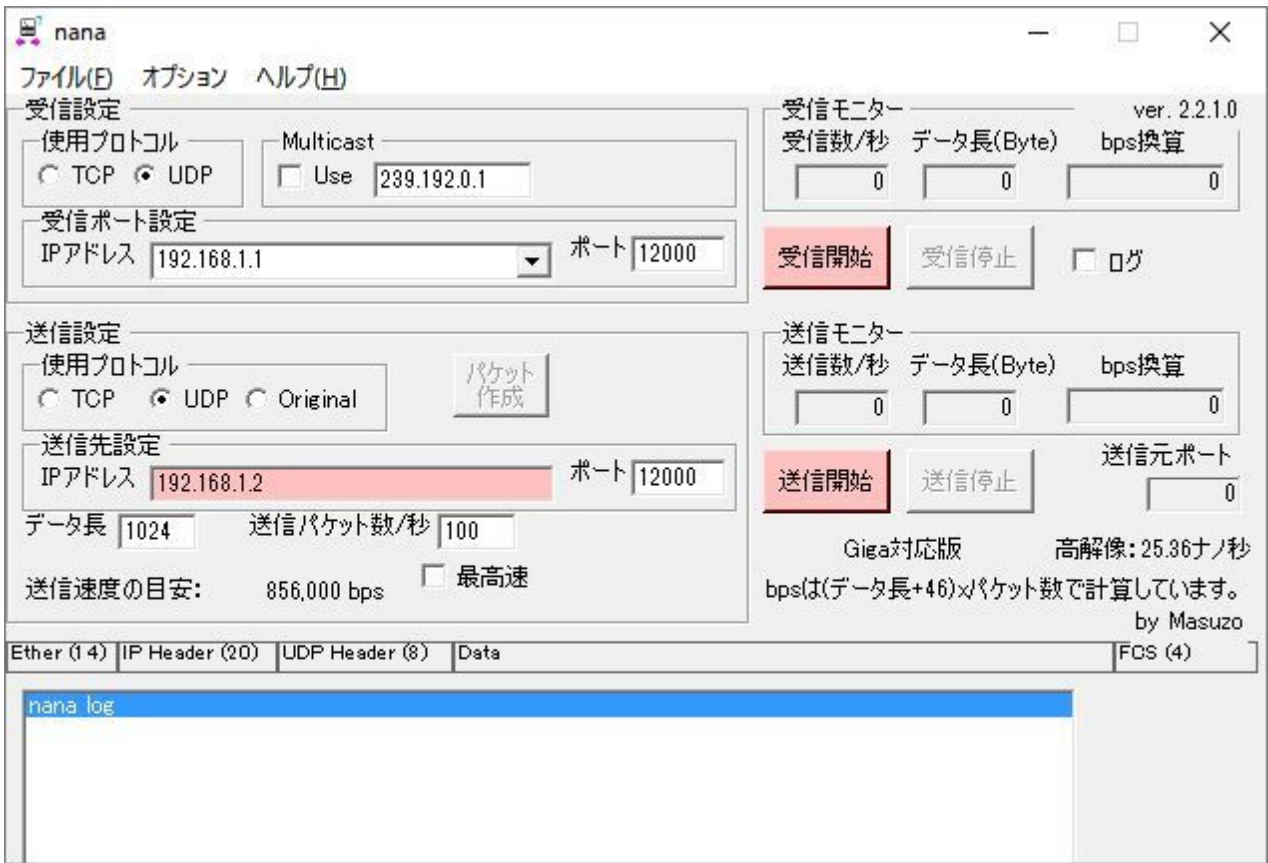 nana
ファイル(F) オプション ヘルプ(H)
受信設定
使用プロトコル
TCP UDP
Multicast
Use 239.192.0.1
受信ポート設定
IPアドレス 192.168.1.1 ポート 12000
受信モニター ver. 2.2.1.0
受信数/秒 データ長(Byte) bps換算
0 0 0
受信開始 受信停止 ログ
送信設定
使用プロトコル
TCP UDP Original
パケット
作成
送信先設定
IPアドレス 192.168.1.2 ポート 12000
データ長 1024 送信パケット数/秒 100
送信速度の目安: 856,000 bps 最高速
送信モニター
送信数/秒 データ長(Byte) bps換算
0 0 0
送信開始 送信停止
送信元ポート
0
Giga対応版 高解像:25.36ナノ秒
bpsは(データ長+46)xパケット数で計算しています。
by Masuzo
Ether (14) IP Header (20) UDP Header (8) Data FCS (4)
nana log